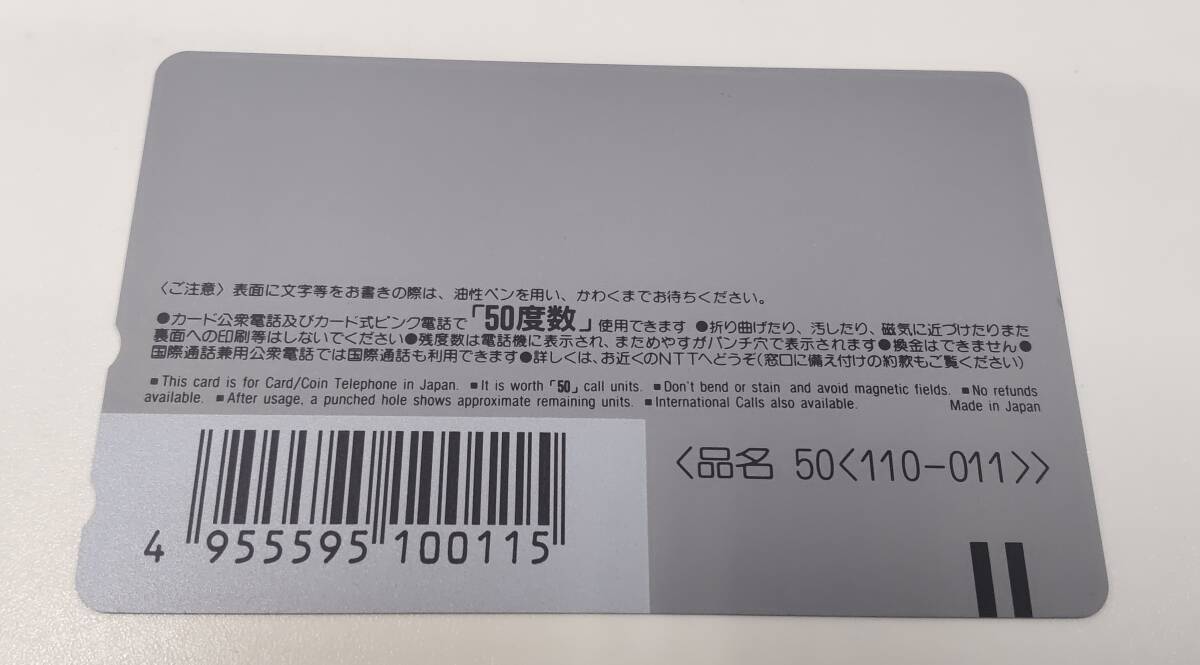 〈ご注意〉表面に文字等をお書きの際は、油性ペンを用い、かわくまでお待ちください。
●カード公衆電話及びカード式ピンク電話で「50度数」使用できます ●折り曲げたり、汚したり、磁気に近づけたりまた
裏面への印刷等はしないでください●残度数は電話機に表示され、まためやすがパンチ穴で表示されます●換金はできません●
国際通話兼用公衆電話では国際通話も利用できます●詳しくは、お近くのNTTへどうぞ(窓口に備え付けの約款もご覧ください)
■This card is for Card/Coin Telephone in Japan. ■It is worth「50」call units. ■Don't bend or stain and avoid magnetic fields. ■No refunds
available. ■After usage, a punched hole shows approximate remaining units. ■International Calls also available. Made in Japan
〈品名 50〈110-011〉〉
4 955595 100115